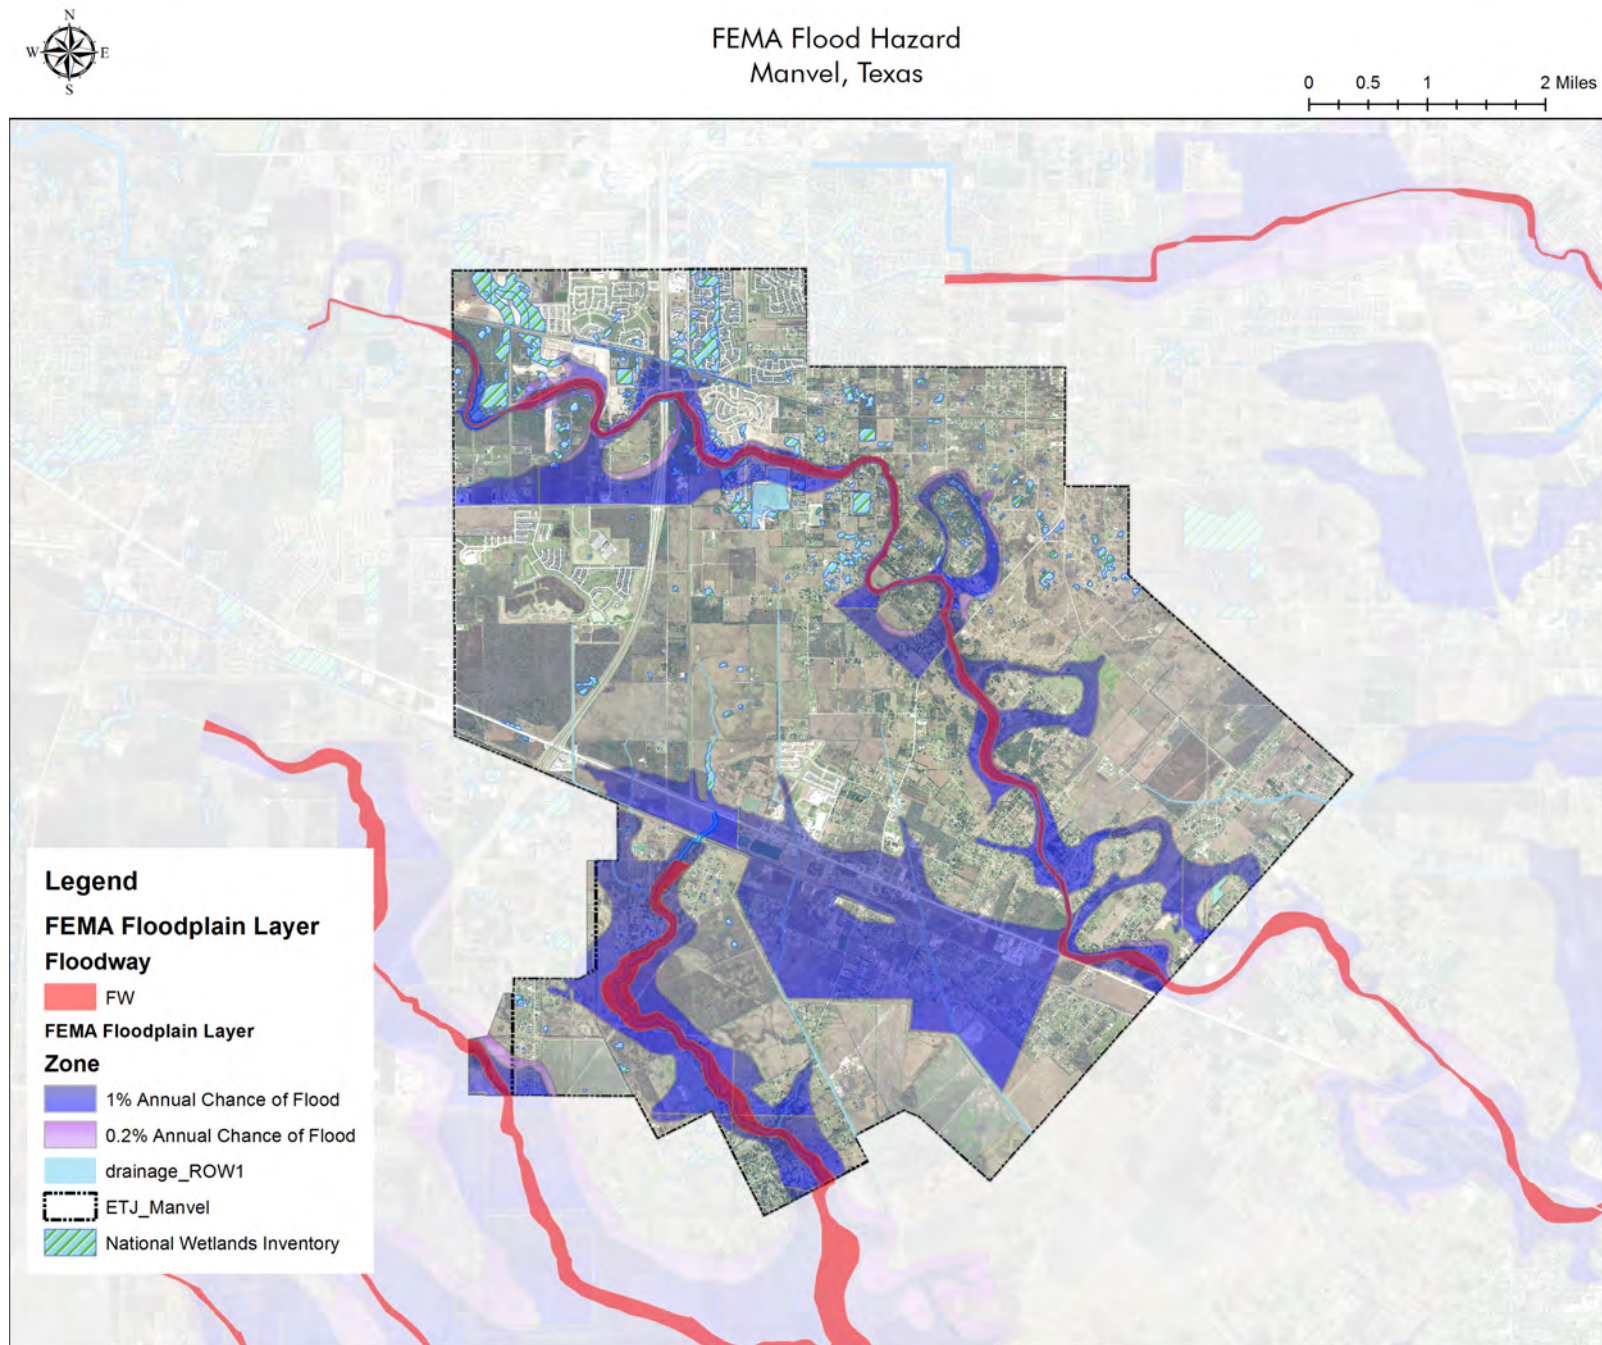 N
W E
S
FEMA Flood Hazard
Manvel, Texas
0 0.5 1 2 Miles
Legend
FEMA Floodplain Layer
Floodway
FW
FEMA Floodplain Layer
Zone
1% Annual Chance of Flood
0.2% Annual Chance of Flood
drainage_ROW1
ETJ_Manvel
National Wetlands Inventory